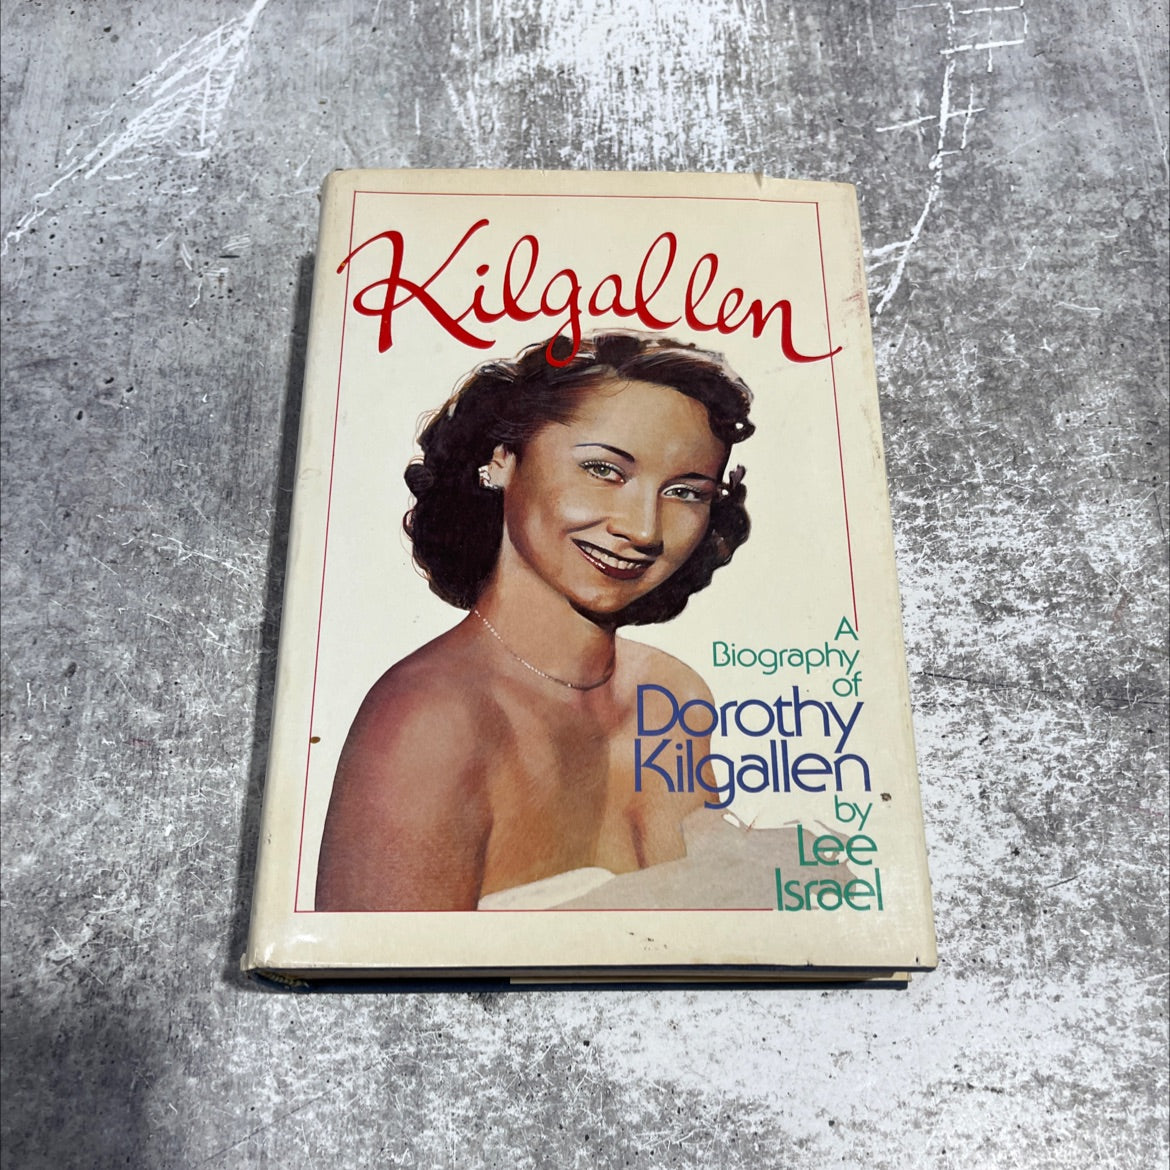 Kilgallen
A
Biography
of
Dorothy
Kilgallen
by
Lee
Israel